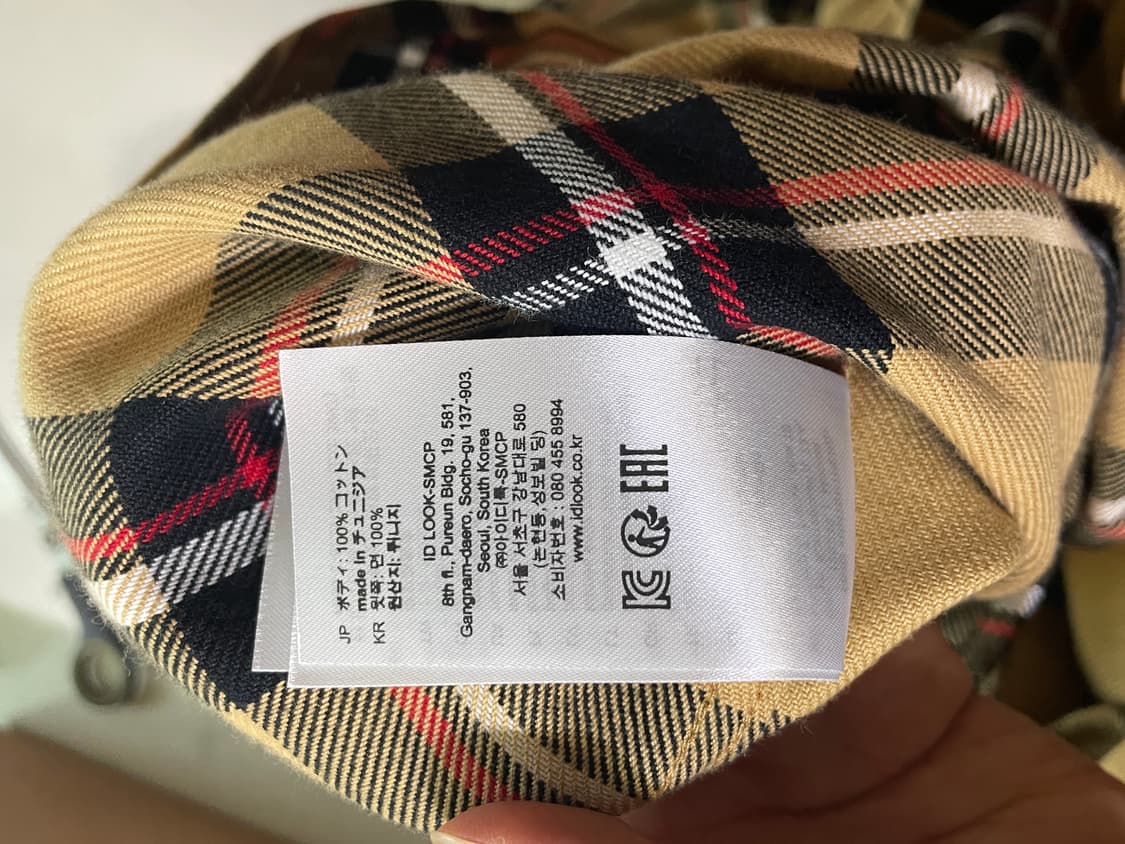 JP ボディ: 100% コットン
made in チュニジア
KR 윗쪽: 면 100%
원산지: 튀니지
ID LOOK-SMCP
8th fl., Pureun Bldg. 19, 581,
Gangnam-daero, Socho-gu 137-903,
Seoul, South Korea
㈜아이디룩-SMCP
서울 서초구 강남대로 580
(논현동,성보빌 딩)
소비자번호 : 080 455 8994
www.idlook.co.kr
EAC